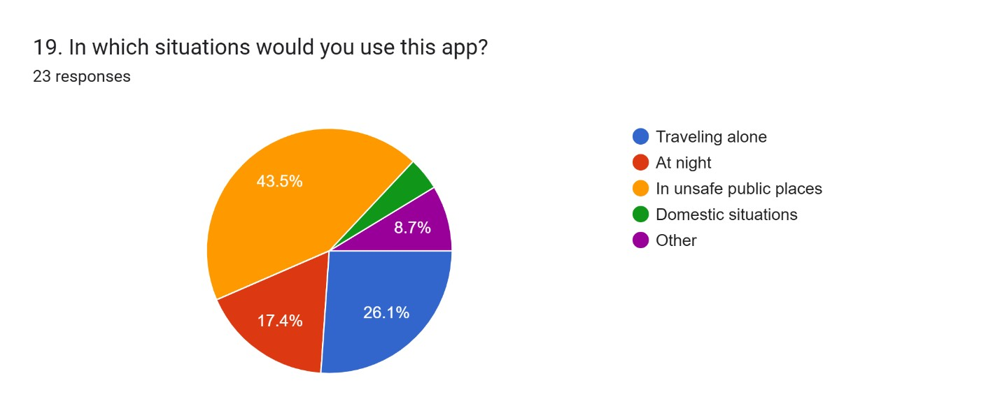 19. In which situations would you use this app?
23 responses
43.5%
8.7%
17.4%
26.1%
Traveling alone
At night
In unsafe public places
Domestic situations
Other